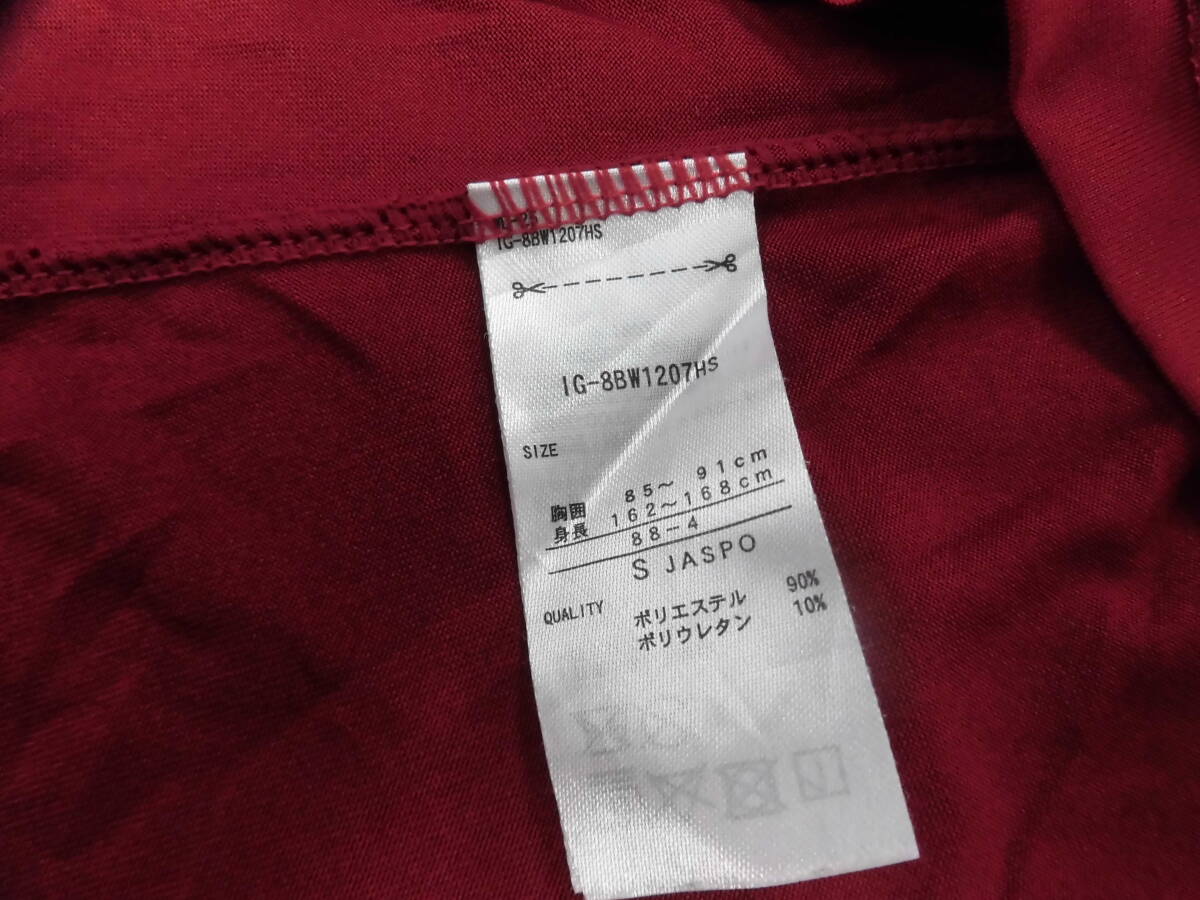 IG-8BW1207HS
IG-8BW1207HS
SIZE
胸囲 85～ 91cm
身長 162～168cm
88-4
S JASPO
QUALITY
ポリエステル 90%
ポリウレタン 10%